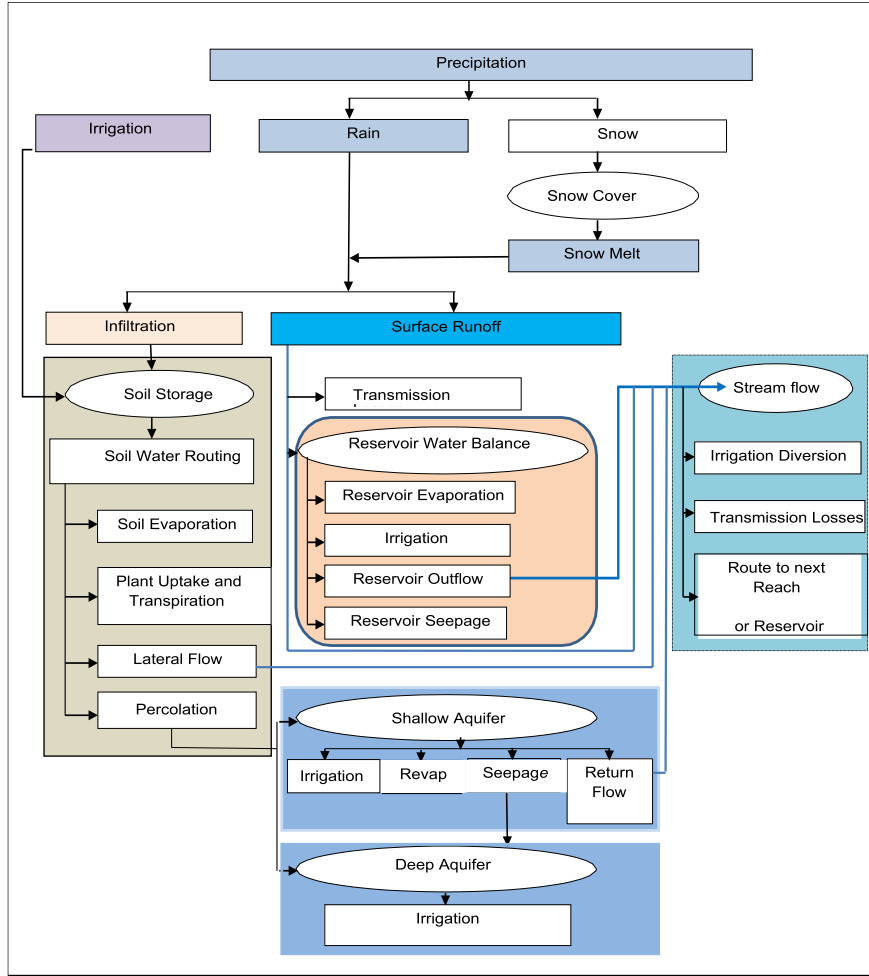 Precipitation
Irrigation
Rain
Snow
Snow Cover
Snow Melt
Infiltration
Surface Runoff
Soil Storage
Transmission
Stream flow
Soil Water Routing
Reservoir Water Balance
Irrigation Diversion
Reservoir Evaporation
Soil Evaporation
Irrigation
Transmission Losses
Plant Uptake and
Transpiration
Reservoir Outflow
Route to next
Reach
or Reservoir
Reservoir Seepage
Lateral Flow
Percolation
Shallow Aquifer
Irrigation
Revap
Seepage
Return
Flow
Deep Aquifer
Irrigation